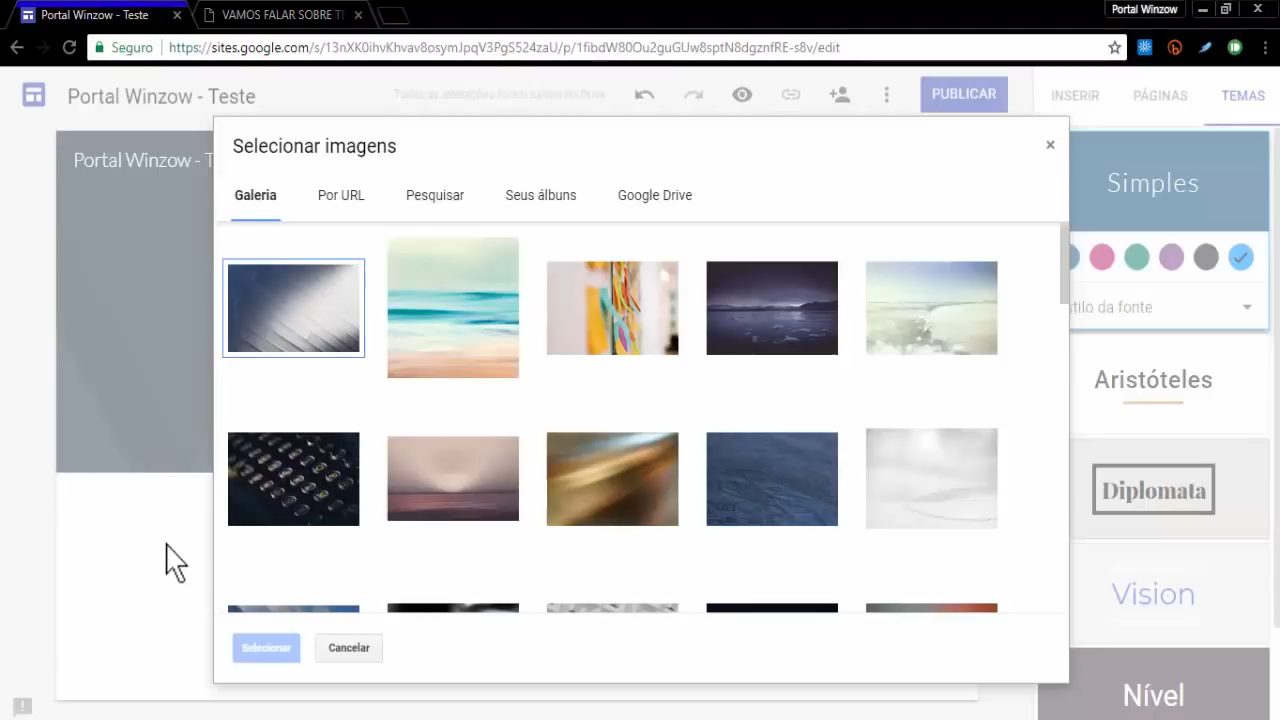 Portal Winzow - Teste
VAMOS FALAR SOBRE TE
Portal Winzow
Seguro
https://sites.google.com/s/13nXK0ihvKhvav8osymJpqV3PgS524zaU/p/1fibdW80Ou2guGUw8sptN8dgznfRE-s8v/edit
Portal Winzow - Teste
PUBLICAR
INSERIR
PÁGINAS
TEMAS
Portal Winzow - T
Selecionar imagens
×
Galeria
Por URL
Pesquisar
Seus álbuns
Google Drive
Selecionar
Cancelar
Simples
tilo da fonte
Aristóteles
Diplomata
Vision
Nível